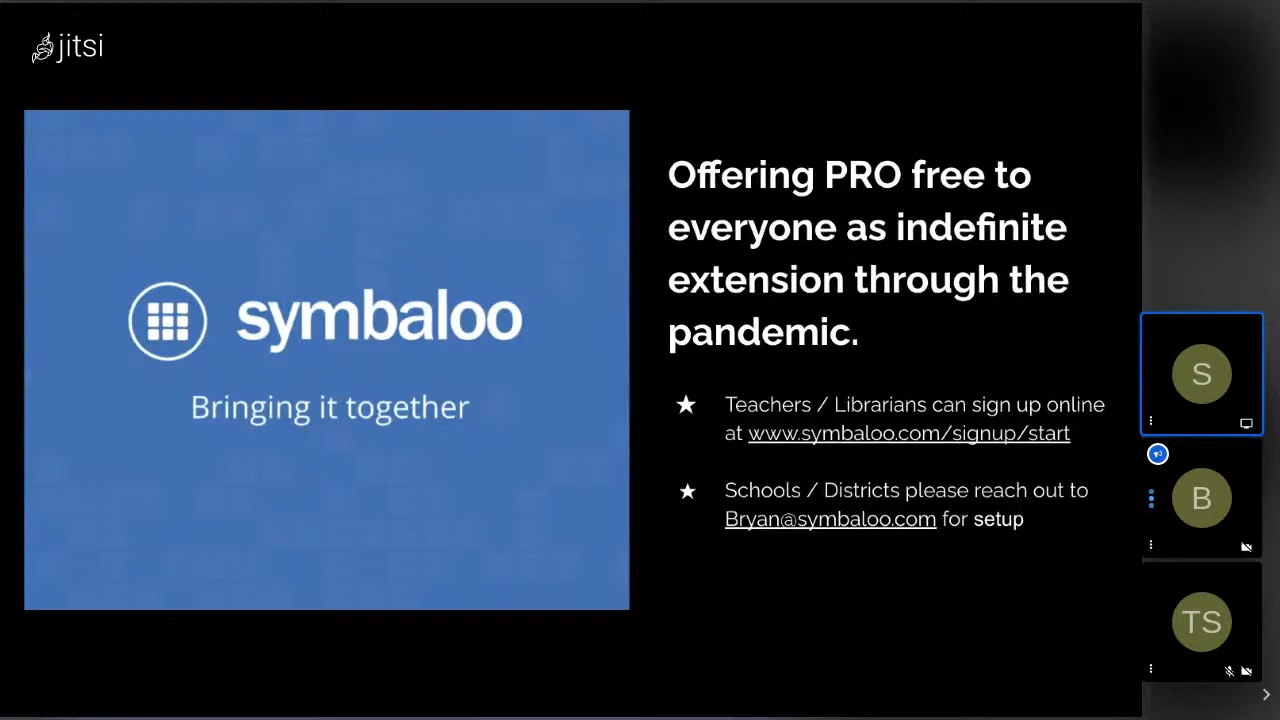 jitsi
symbaloo
Bringing it together
Offering PRO free to
everyone as indefinite
extension through the
pandemic.
★ Teachers / Librarians can sign up online
at www.symbaloo.com/signup/start
★ Schools / Districts please reach out to
Bryan@symbaloo.com for setup
S
B
TS